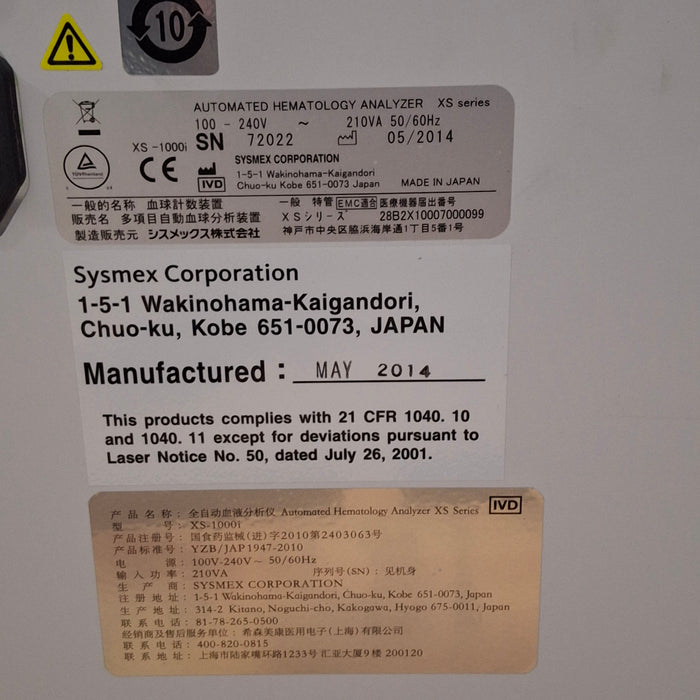 10
AUTOMATED HEMATOLOGY ANALYZER XS series
100 - 240V ~ 210VA 50/60Hz
XS -1000i SN 72022 05/2014
SYSMEX CORPORATION
TÜVRheinland CE IVD 1-5-1 Wakinohama-Kaigandori
Chuo-ku Kobe 651-0073 Japan MADE IN JAPAN
一般的名称 血球計数装置 一般 特管 EMC適合 医療機器届出番号
販売名 多項目自動血球分析装置 XSシリーズ 28B2X10007000099
製造販売元 シスメックス株式会社 神戸市中央区脇浜海岸通1丁目5番1号
Sysmex Corporation
1-5-1 Wakinohama-Kaigandori,
Chuo-ku, Kobe 651-0073, JAPAN
Manufactured : MAY 2014
This products complies with 21 CFR 1040. 10
and 1040. 11 except for deviations pursuant to
Laser Notice No. 50, dated July 26, 2001.
产品名称: 全自动血液分析仪 Automated Hematology Analyzer XS Series IVD
型号: XS-1000i
产品注册号: 国食药监械(进)字2010第2403063号
产品标准号: YZB/JAP 1947-2010
电源: 100V-240V~ 50/60Hz
输入功率: 210VA 序列号(SN): 见机身
生产商: SYSMEX CORPORATION
注册地址: 1-5-1 Wakinohama-Kaigandori, Chuo-ku, Kobe 651-0073, Japan
生产地址: 314-2 Kitano, Noguchi-cho, Kakogawa, Hyogo 675-0011, Japan
联系电话: 81-78-265-0500
经销商及售后服务单位: 希森美康医用电子(上海)有限公司
联系电话: 400-820-0815
联系地址: 上海市陆家嘴环路1233号 汇亚大厦9楼 200120